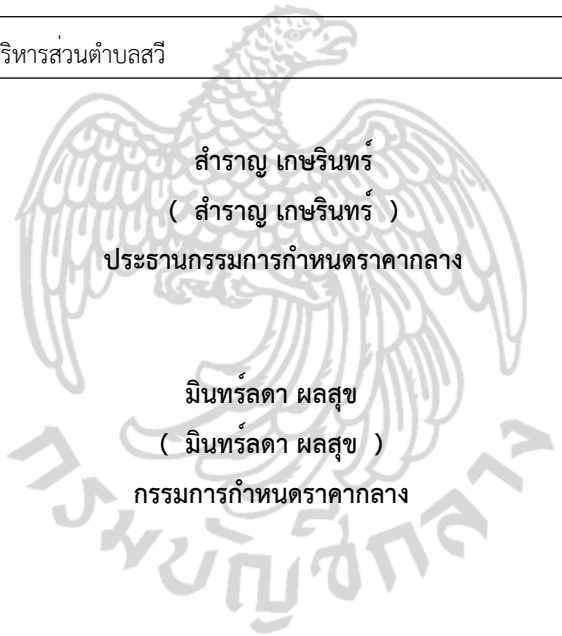 ริหารส่วนตำบลสวี
สำราญ เกษรินทร์
( สำราญ เกษรินทร์ )
ประธานกรรมการกำหนดราคากลาง
มินทร์ลดา ผลสุข
( มินทร์ลดา ผลสุข )
กรรมการกำหนดราคากลาง
กรมบัญชีกลาง